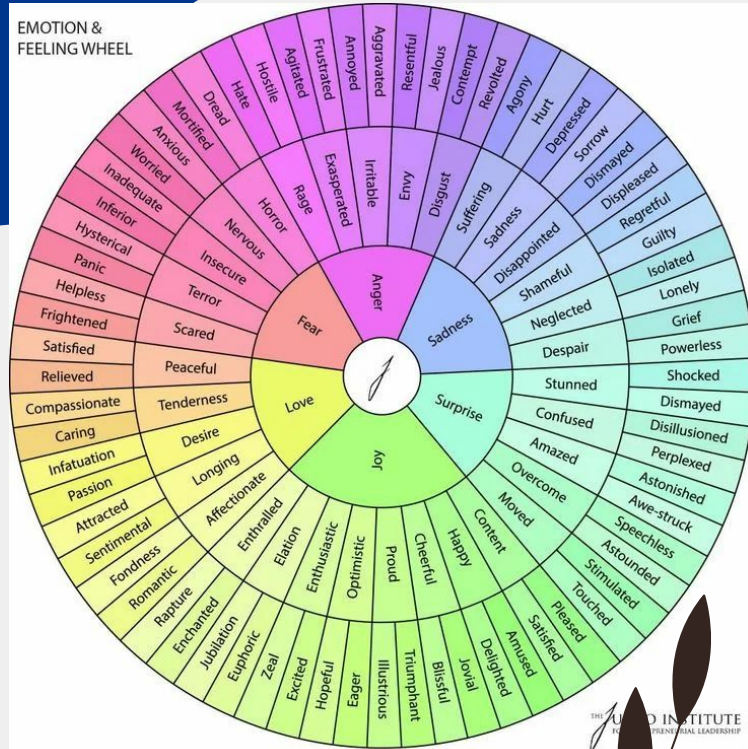 EMOTION &
FEELING WHEEL
Anger
Sadness
Surprise
Joy
Love
Fear
Rage
Exasperated
Irritable
Envy
Disgust
Suffering
Sadness
Disappointed
Shameful
Neglected
Despair
Stunned
Confused
Amazed
Overcome
Moved
Content
Happy
Cheerful
Proud
Optimistic
Enthusiastic
Elation
Enthralled
Affectionate
Longing
Desire
Tenderness
Peaceful
Scared
Terror
Insecure
Nervous
Horror
Hate
Hostile
Agitated
Frustrated
Annoyed
Aggravated
Resentful
Jealous
Contempt
Revolted
Agony
Hurt
Depressed
Sorrow
Dismayed
Displeased
Regretful
Guilty
Isolated
Lonely
Grief
Powerless
Shocked
Dismayed
Disillusioned
Perplexed
Astonished
Awe-struck
Speechless
Astounded
Stimulated
Touched
Pleased
Satisfied
Amused
Delighted
Jovial
Blissful
Triumphant
Illustrious
Eager
Hopeful
Excited
Zeal
Euphoric
Jubilation
Enchanted
Rapture
Romantic
Fondness
Sentimental
Attracted
Passion
Infatuation
Caring
Compassionate
Relieved
Satisfied
Frightened
Helpless
Panic
Hysterical
Inferior
Inadequate
Worried
Anxious
Mortified
Dread
THE INSTITUTE
LEADERSHIP